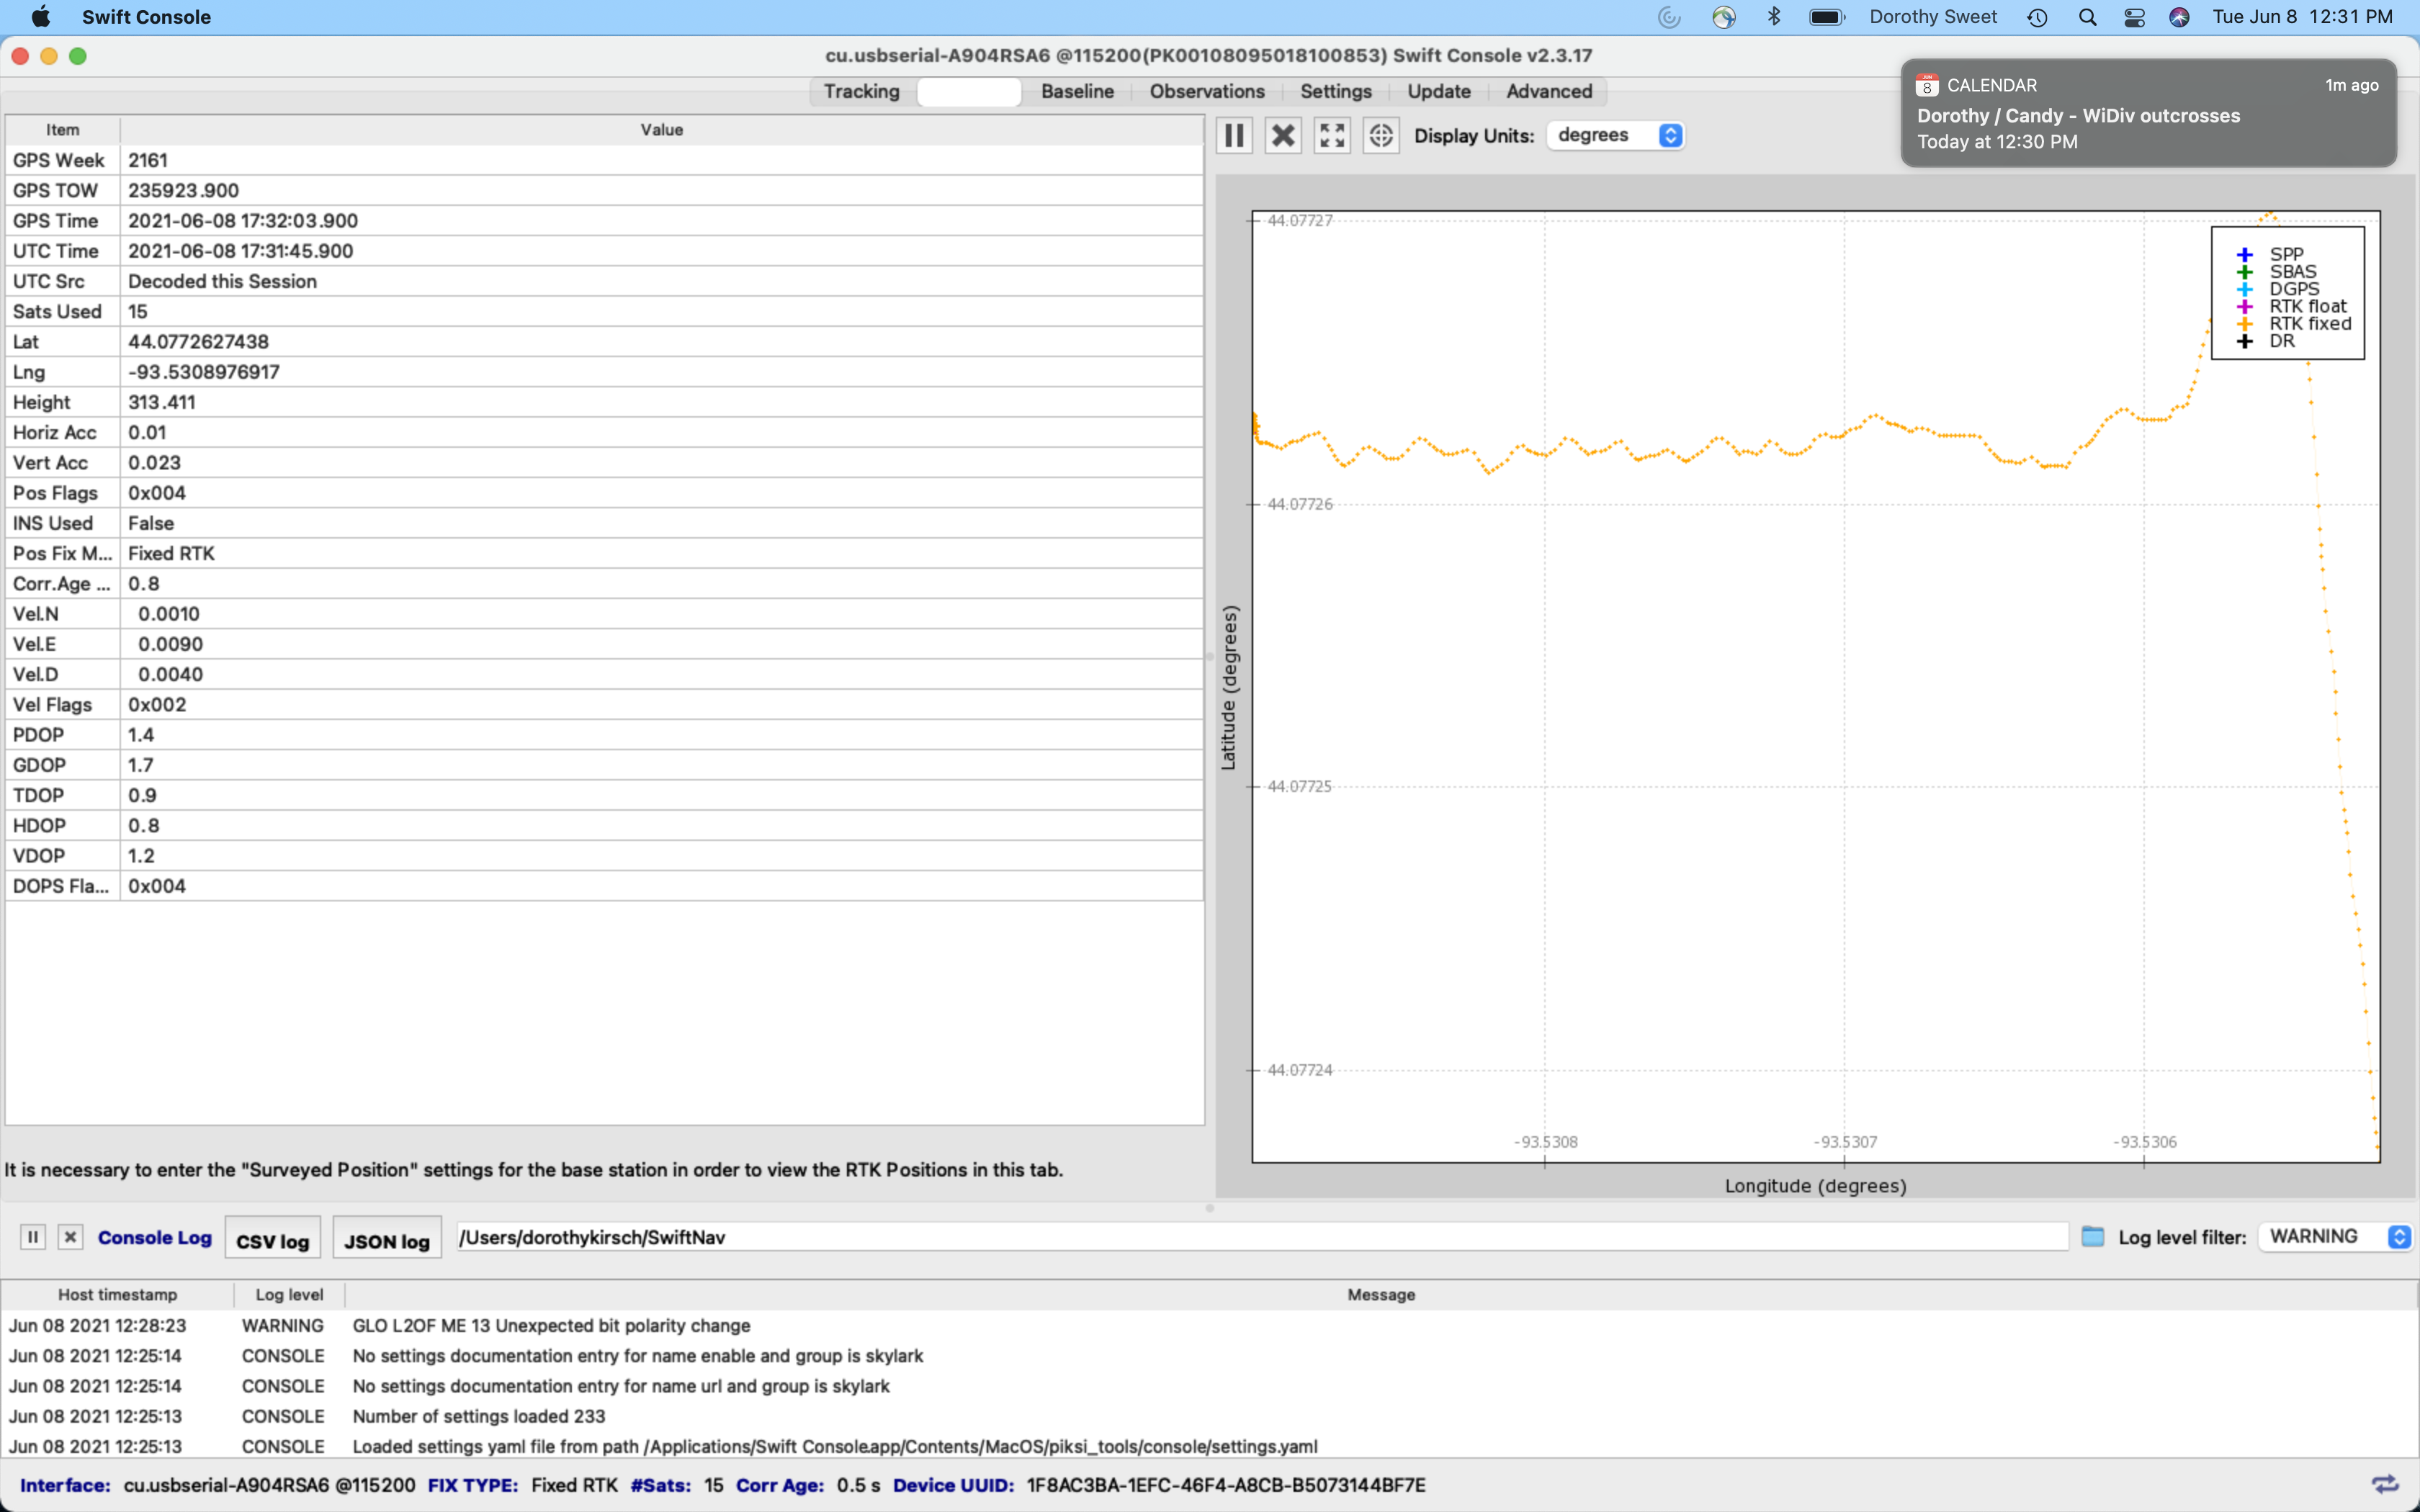 Swift Console
Dorothy Sweet
Tue Jun 8 12:31 PM
cu.usbserial-A904RSA6 @115200(PK00108095018100853) Swift Console v2.3.17
JUN
8
CALENDAR
1m ago
Dorothy / Candy - WiDiv outcrosses
Today at 12:30 PM
Tracking Baseline Observations Settings Update Advanced
Item Value
GPS Week 2161
GPS TOW 235923.900
GPS Time 2021-06-08 17:32:03.900
UTC Time 2021-06-08 17:31:45.900
UTC Src Decoded this Session
Sats Used 15
Lat 44.0772627438
Lng -93.5308976917
Height 313.411
Horiz Acc 0.01
Vert Acc 0.023
Pos Flags 0x004
INS Used False
Pos Fix M... Fixed RTK
Corr.Age ... 0.8
Vel.N 0.0010
Vel.E 0.0090
Vel.D 0.0040
Vel Flags 0x002
PDOP 1.4
GDOP 1.7
TDOP 0.9
HDOP 0.8
VDOP 1.2
DOPS Fla... 0x004
It is necessary to enter the "Surveyed Position" settings for the base station in order to view the RTK Positions in this tab.
Display Units: degrees
44.07727
44.07726
44.07725
44.07724
Latitude (degrees)
SPP
SBAS
DGPS
RTK float
RTK fixed
DR
-93.5308 -93.5307 -93.5306
Longitude (degrees)
Console Log CSV log JSON log /Users/dorothykirsch/SwiftNav Log level filter: WARNING
Host timestamp Log level Message
Jun 08 2021 12:28:23 WARNING GLO L2OF ME 13 Unexpected bit polarity change
Jun 08 2021 12:25:14 CONSOLE No settings documentation entry for name enable and group is skylark
Jun 08 2021 12:25:14 CONSOLE No settings documentation entry for name url and group is skylark
Jun 08 2021 12:25:13 CONSOLE Number of settings loaded 233
Jun 08 2021 12:25:13 CONSOLE Loaded settings yaml file from path /Applications/Swift Console.app/Contents/MacOS/piksi_tools/console/settings.yaml
Interface: cu.usbserial-A904RSA6 @115200 FIX TYPE: Fixed RTK #Sats: 15 Corr Age: 0.5 s Device UUID: 1F8AC3BA-1EFC-46F4-A8CB-B5073144BF7E